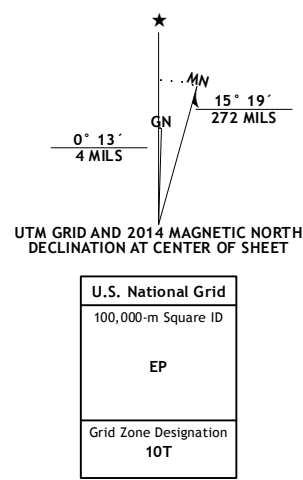 ★
MN
GN
15° 19´
272 MILS
0° 13´
4 MILS
UTM GRID AND 2014 MAGNETIC NORTH
DECLINATION AT CENTER OF SHEET
U.S. National Grid
100,000-m Square ID
EP
Grid Zone Designation
10T